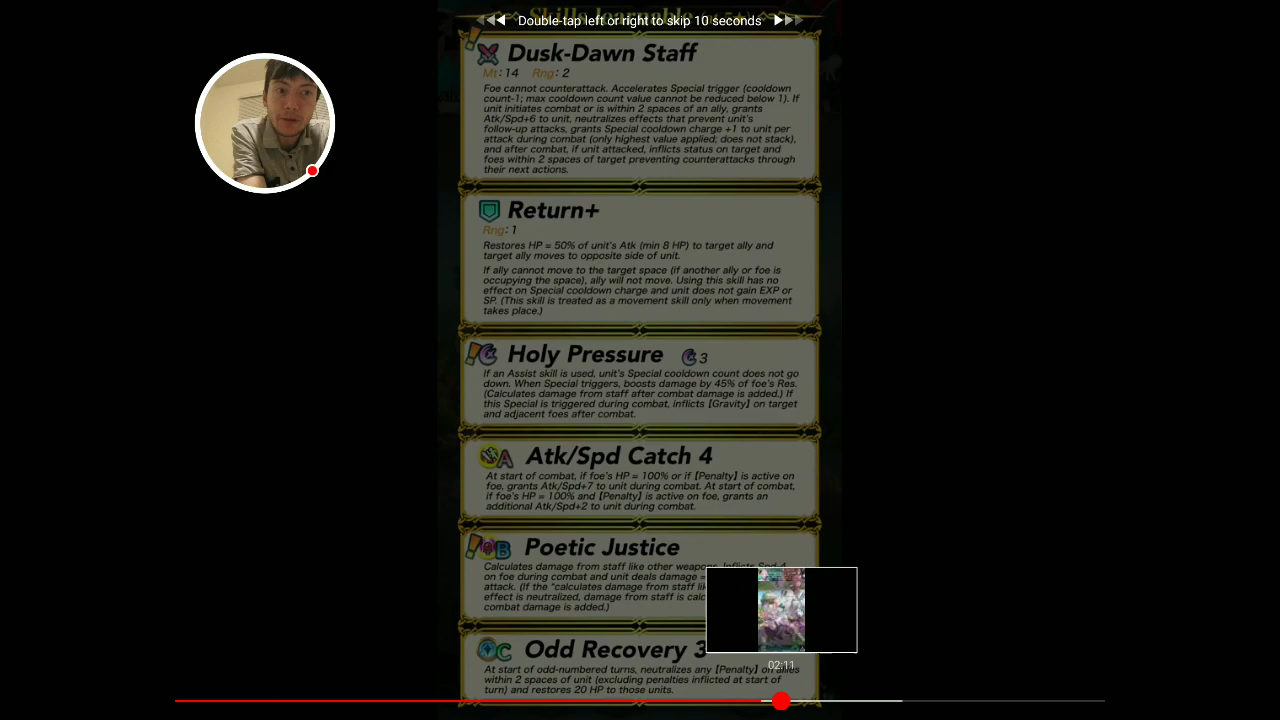 Skills learnable
Double-tap left or right to skip 10 seconds
Dusk-Dawn Staff
Mt: 14 Rng: 2
Foe cannot counterattack. Accelerates Special trigger (cooldown
count-1; max cooldown count value cannot be reduced below 1). If
unit initiates combat or is within 2 spaces of an ally, grants
Atk/Spd+6 to unit, neutralizes effects that prevent unit's
follow-up attacks, grants Special cooldown charge +1 to unit per
attack during combat (only highest value applied; does not stack),
and after combat, if unit attacked, inflicts status on target and
foes within 2 spaces of target preventing counterattacks through
their next actions.
Return+
Rng: 1
Restores HP = 50% of unit's Atk (min 8 HP) to target ally and
target ally moves to opposite side of unit.
If ally cannot move to the target space (if another ally or foe is
occupying the space), ally will not move. Using this skill has no
effect on Special cooldown charge and unit does not gain EXP or
SP. (This skill is treated as a movement skill only when movement
takes place.)
Holy Pressure 3
If an Assist skill is used, unit's Special cooldown count does not go
down. When Special triggers, boosts damage by 45% of foe's Res.
(Calculates damage from staff after combat damage is added.) If
this Special is triggered during combat, inflicts【Gravity】on target
and adjacent foes after combat.
A Atk/Spd Catch 4
At start of combat, if foe's HP = 100% or if【Penalty】is active on
foe, grants Atk/Spd+7 to unit during combat. At start of combat,
if foe's HP = 100% and【Penalty】is active on foe, grants an
additional Atk/Spd+2 to unit during combat.
B Poetic Justice
Calculates damage from staff like other weapons. Inflicts Spd-4
on foe during combat and unit deals damage =
attack. (If the "calculates damage from staff
effect is neutralized, damage from staff is
combat damage is added.)
C Odd Recovery 3
At start of odd-numbered turns, neutralizes any【Penalty】on allies
within 2 spaces of unit (excluding penalties inflicted at start of
turn) and restores 20 HP to those units.
02:11